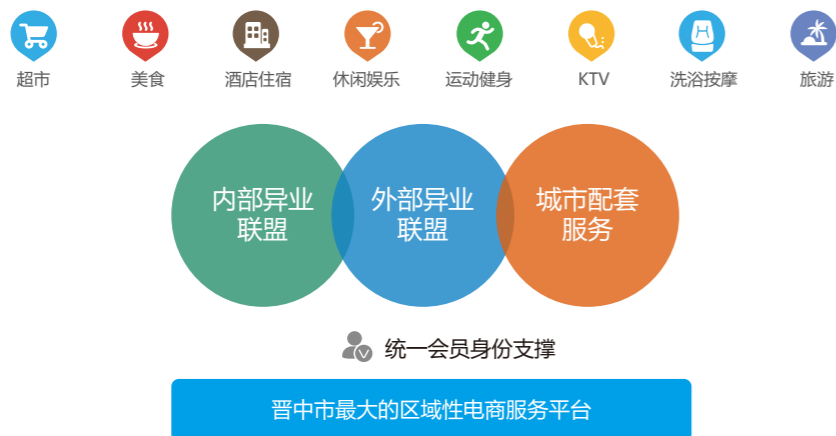 超市 美食 酒店住宿 休闲娱乐 运动健身 KTV 洗浴按摩 旅游
内部异业
联盟
外部异业
联盟
城市配套
服务
统一会员身份支撑
晋中市最大的区域性电商服务平台